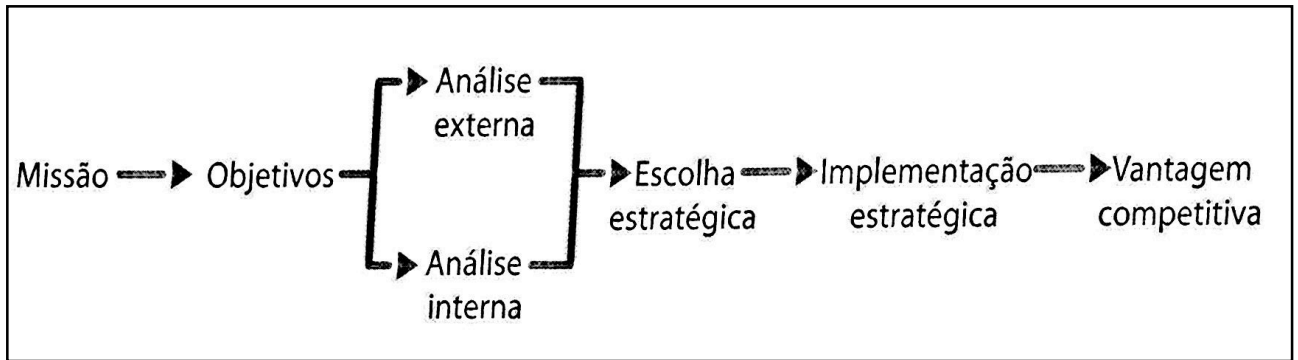 Missão
Objetivos
Análise
externa
Análise
interna
Escolha
estratégica
Implementação
estratégica
Vantagem
competitiva